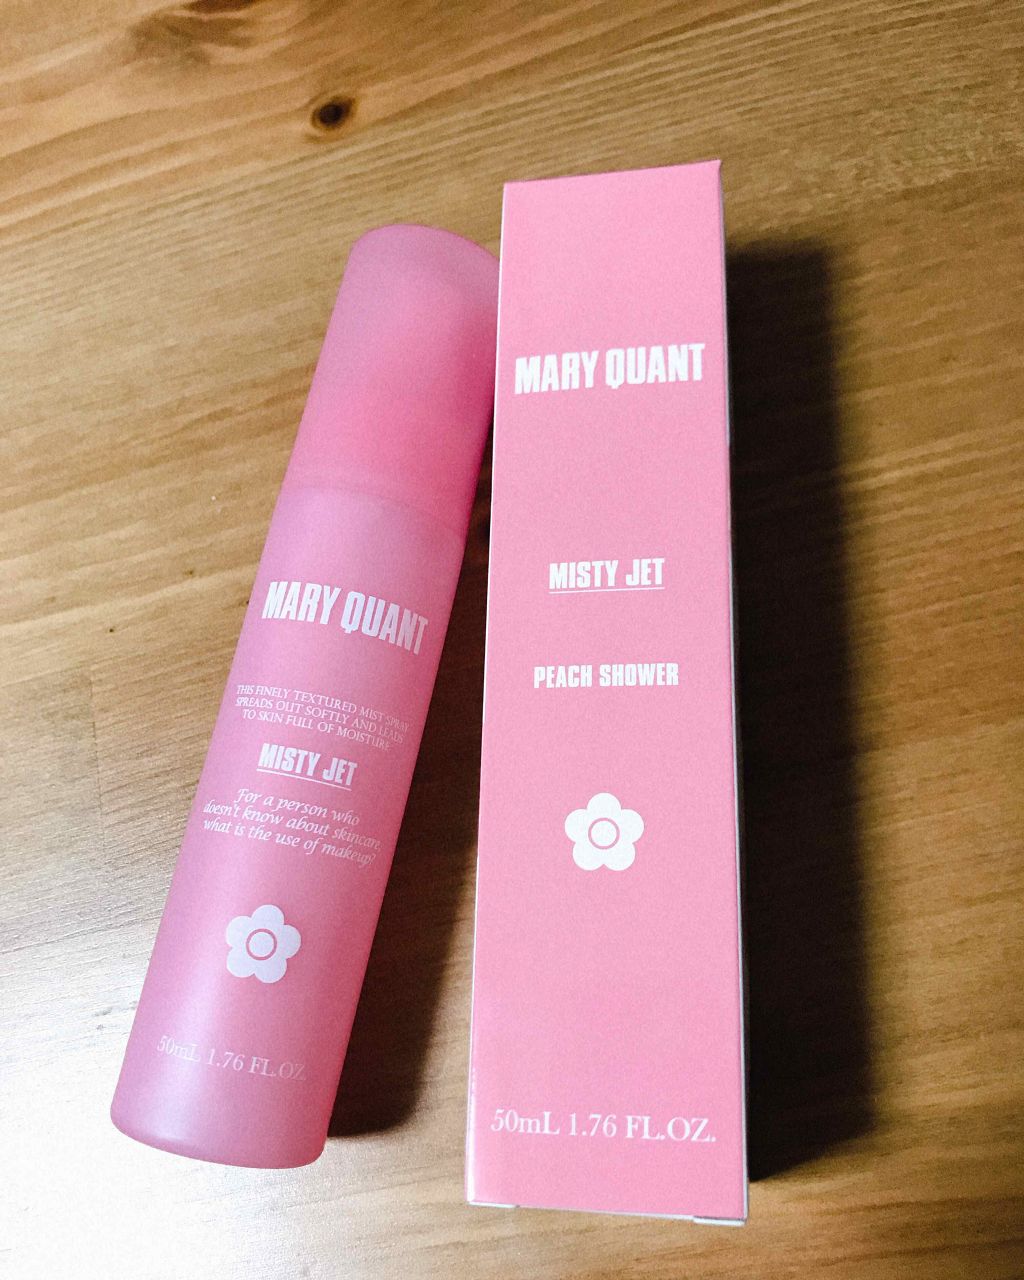 MARY QUANT
THIS FINELY TEXTURED MIST SPRAY
SPREADS OUT SOFTLY AND LEADS
TO SKIN FULL OF MOISTURE.
MISTY JET
For a person who
doesn't know about skincare,
what is the use of makeup?
50mL 1.76 FL.OZ.
MARY QUANT
MISTY JET
PEACH SHOWER
50mL 1.76 FL.OZ.